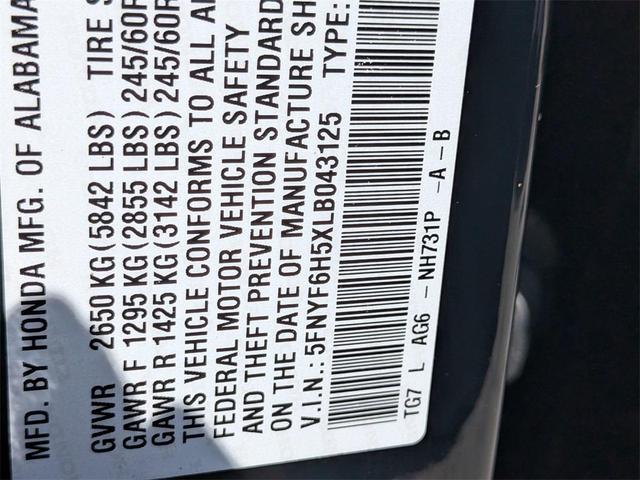 MFD. BY HONDA MFG. OF ALABAMA
GVWR 2650 KG(5842 LBS) TIRE S
GAWR F 1295 KG(2855 LBS) 245/60R
GAWR R 1425 KG(3142 LBS) 245/60R
THIS VEHICLE CONFORMS TO ALL A
FEDERAL MOTOR VEHICLE SAFETY
AND THEFT PREVENTION STANDARD
ON THE DATE OF MANUFACTURE SH
V.I.N.: 5FNYF6H5XLB043125 TYPE:
TG7 L AG6 - NH731P -A-B